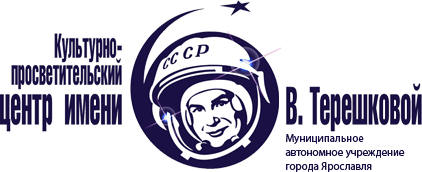 Культурно-
просветительский
центр имени
СССР
В. Терешковой
Муниципальное
автономное учреждение
города Ярославля